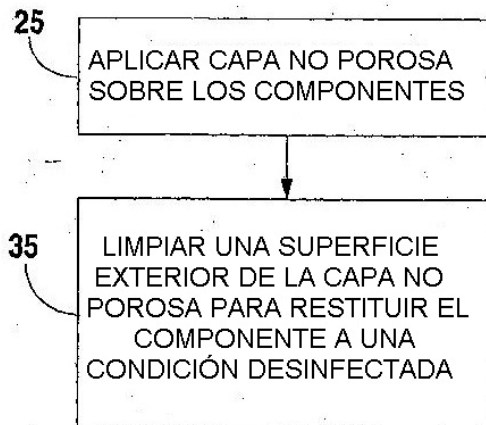 25
APLICAR CAPA NO POROSA
SOBRE LOS COMPONENTES
35
LIMPIAR UNA SUPERFICIE
EXTERIOR DE LA CAPA NO
POROSA PARA RESTITUIR EL
COMPONENTE A UNA
CONDICIÓN DESINFECTADA